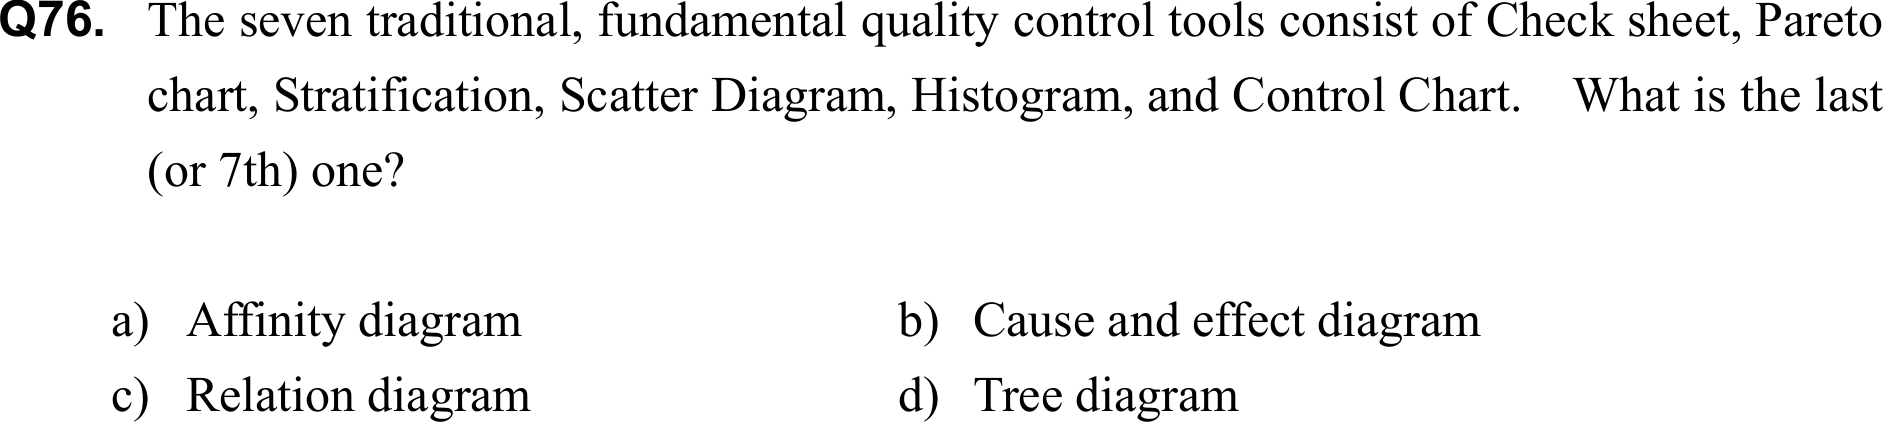 Q76. The seven traditional, fundamental quality control tools consist of Check sheet, Pareto
chart, Stratification, Scatter Diagram, Histogram, and Control Chart. What is the last
(or 7th) one?
a) Affinity diagram b) Cause and effect diagram
c) Relation diagram d) Tree diagram